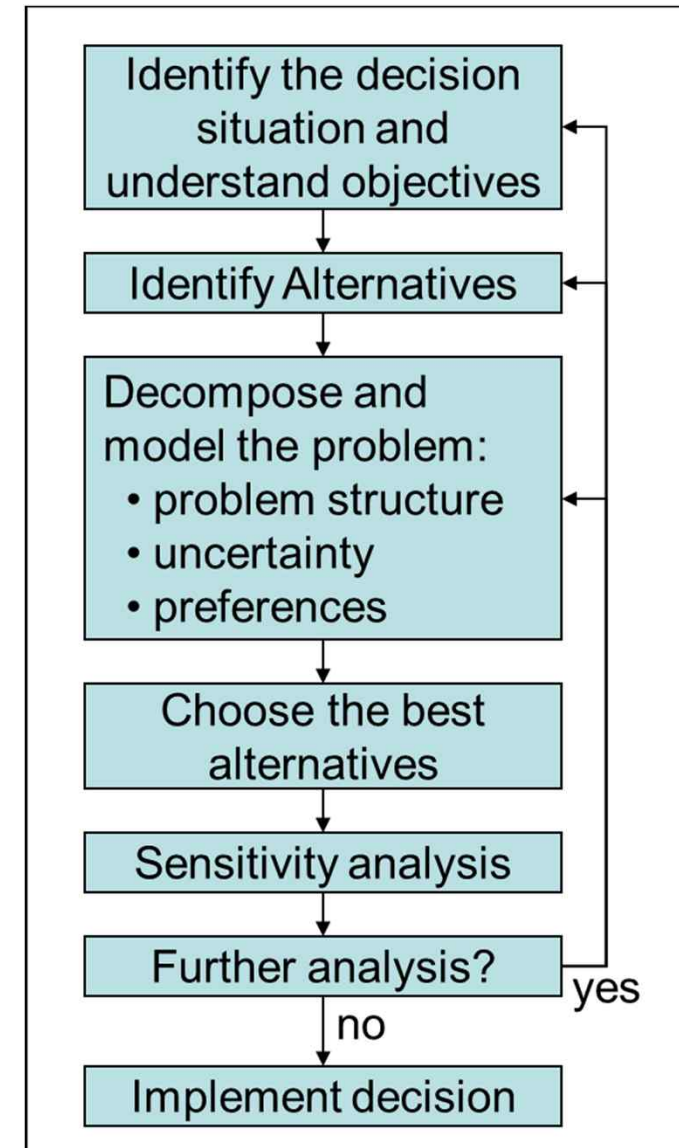 Identify the decision
situation and
understand objectives
Identify Alternatives
Decompose and
model the problem:
• problem structure
• uncertainty
• preferences
Choose the best
alternatives
Sensitivity analysis
Further analysis?
yes
no
Implement decision